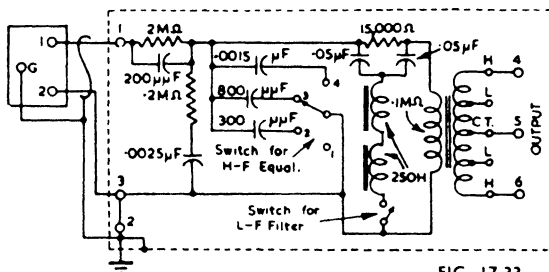 1
2MΩ
15,000Ω
1
G
2
200μμF
·2MΩ
·0015 μF
4
·05μF
·05μF
800 μμF
3
300 μμF
2
1
·0025μF
Switch for
H-F Equal.
·1MΩ
250H
Switch for
L-F Filter
3
2
H 4
L
C.T. 5
L
H 6
OUTPUT
FIG. 17.22